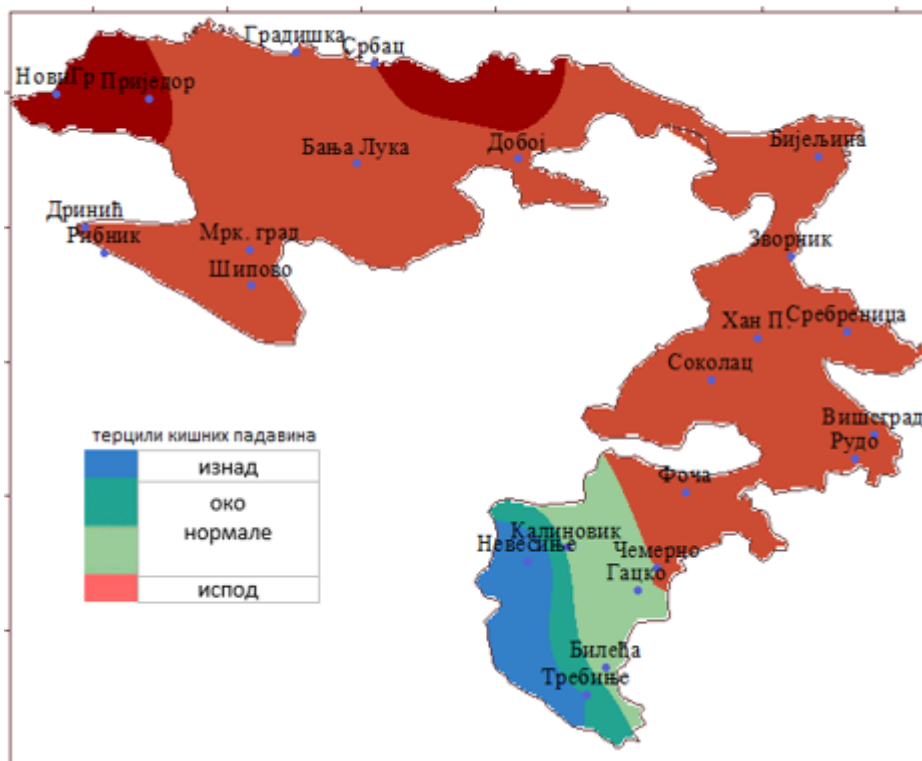 Градишка
Србац
Нови Гр
Приједор
Бања Лука
Добој
Бијељина
Дринић
Рибник
Мрк. град
Шипово
Зворник
Хан П.
Сребреница
Соколац
Вишеград
Рудо
Фоча
Калиновик
Невесиње
Чемерно
Гацко
Билећа
Требиње
терцили кишних падавина
изнад
око
нормале
испод